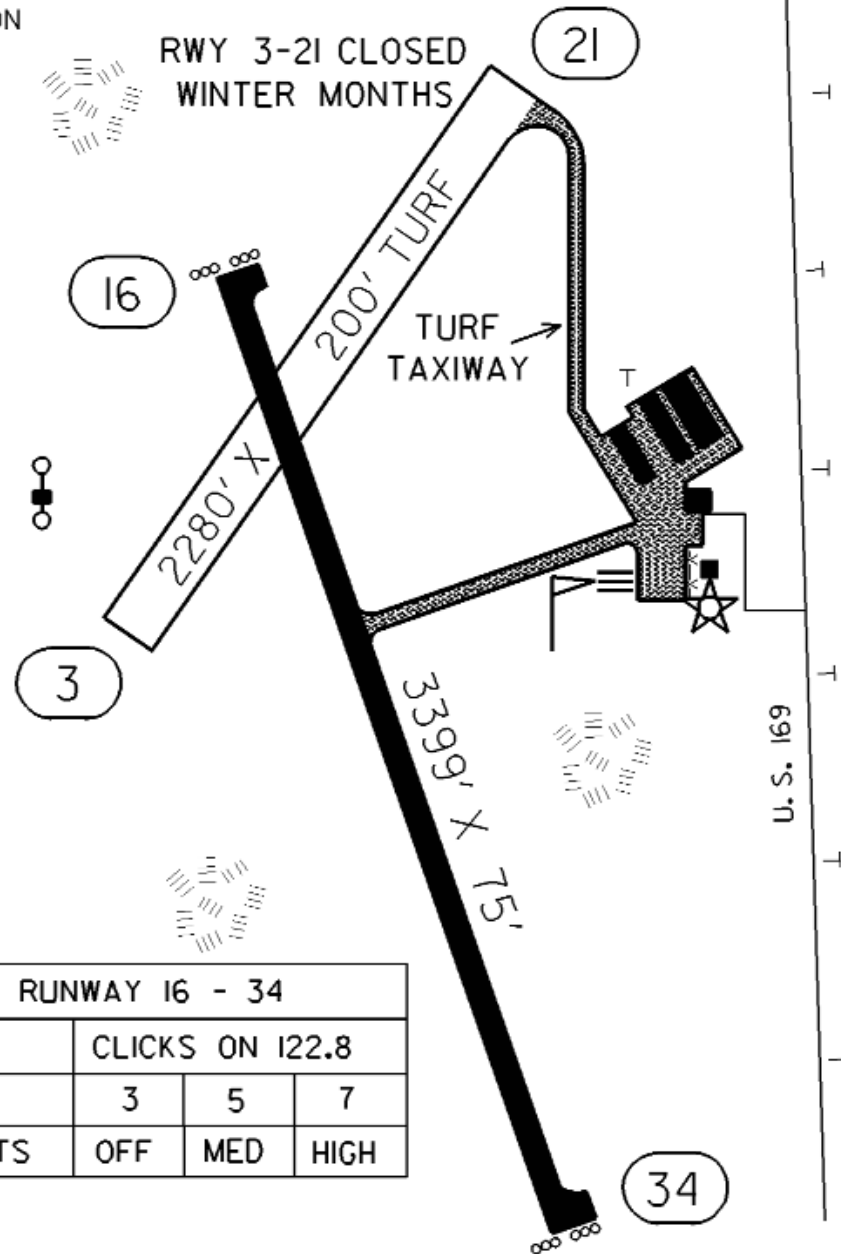 ON
RWY 3-21 CLOSED
WINTER MONTHS
21
16
2280' X 200' TURF
TURF
TAXIWAY
3
3399' X 75'
U. S. 169
RUNWAY 16 - 34
CLICKS ON 122.8
3 5 7
TS OFF MED HIGH
34